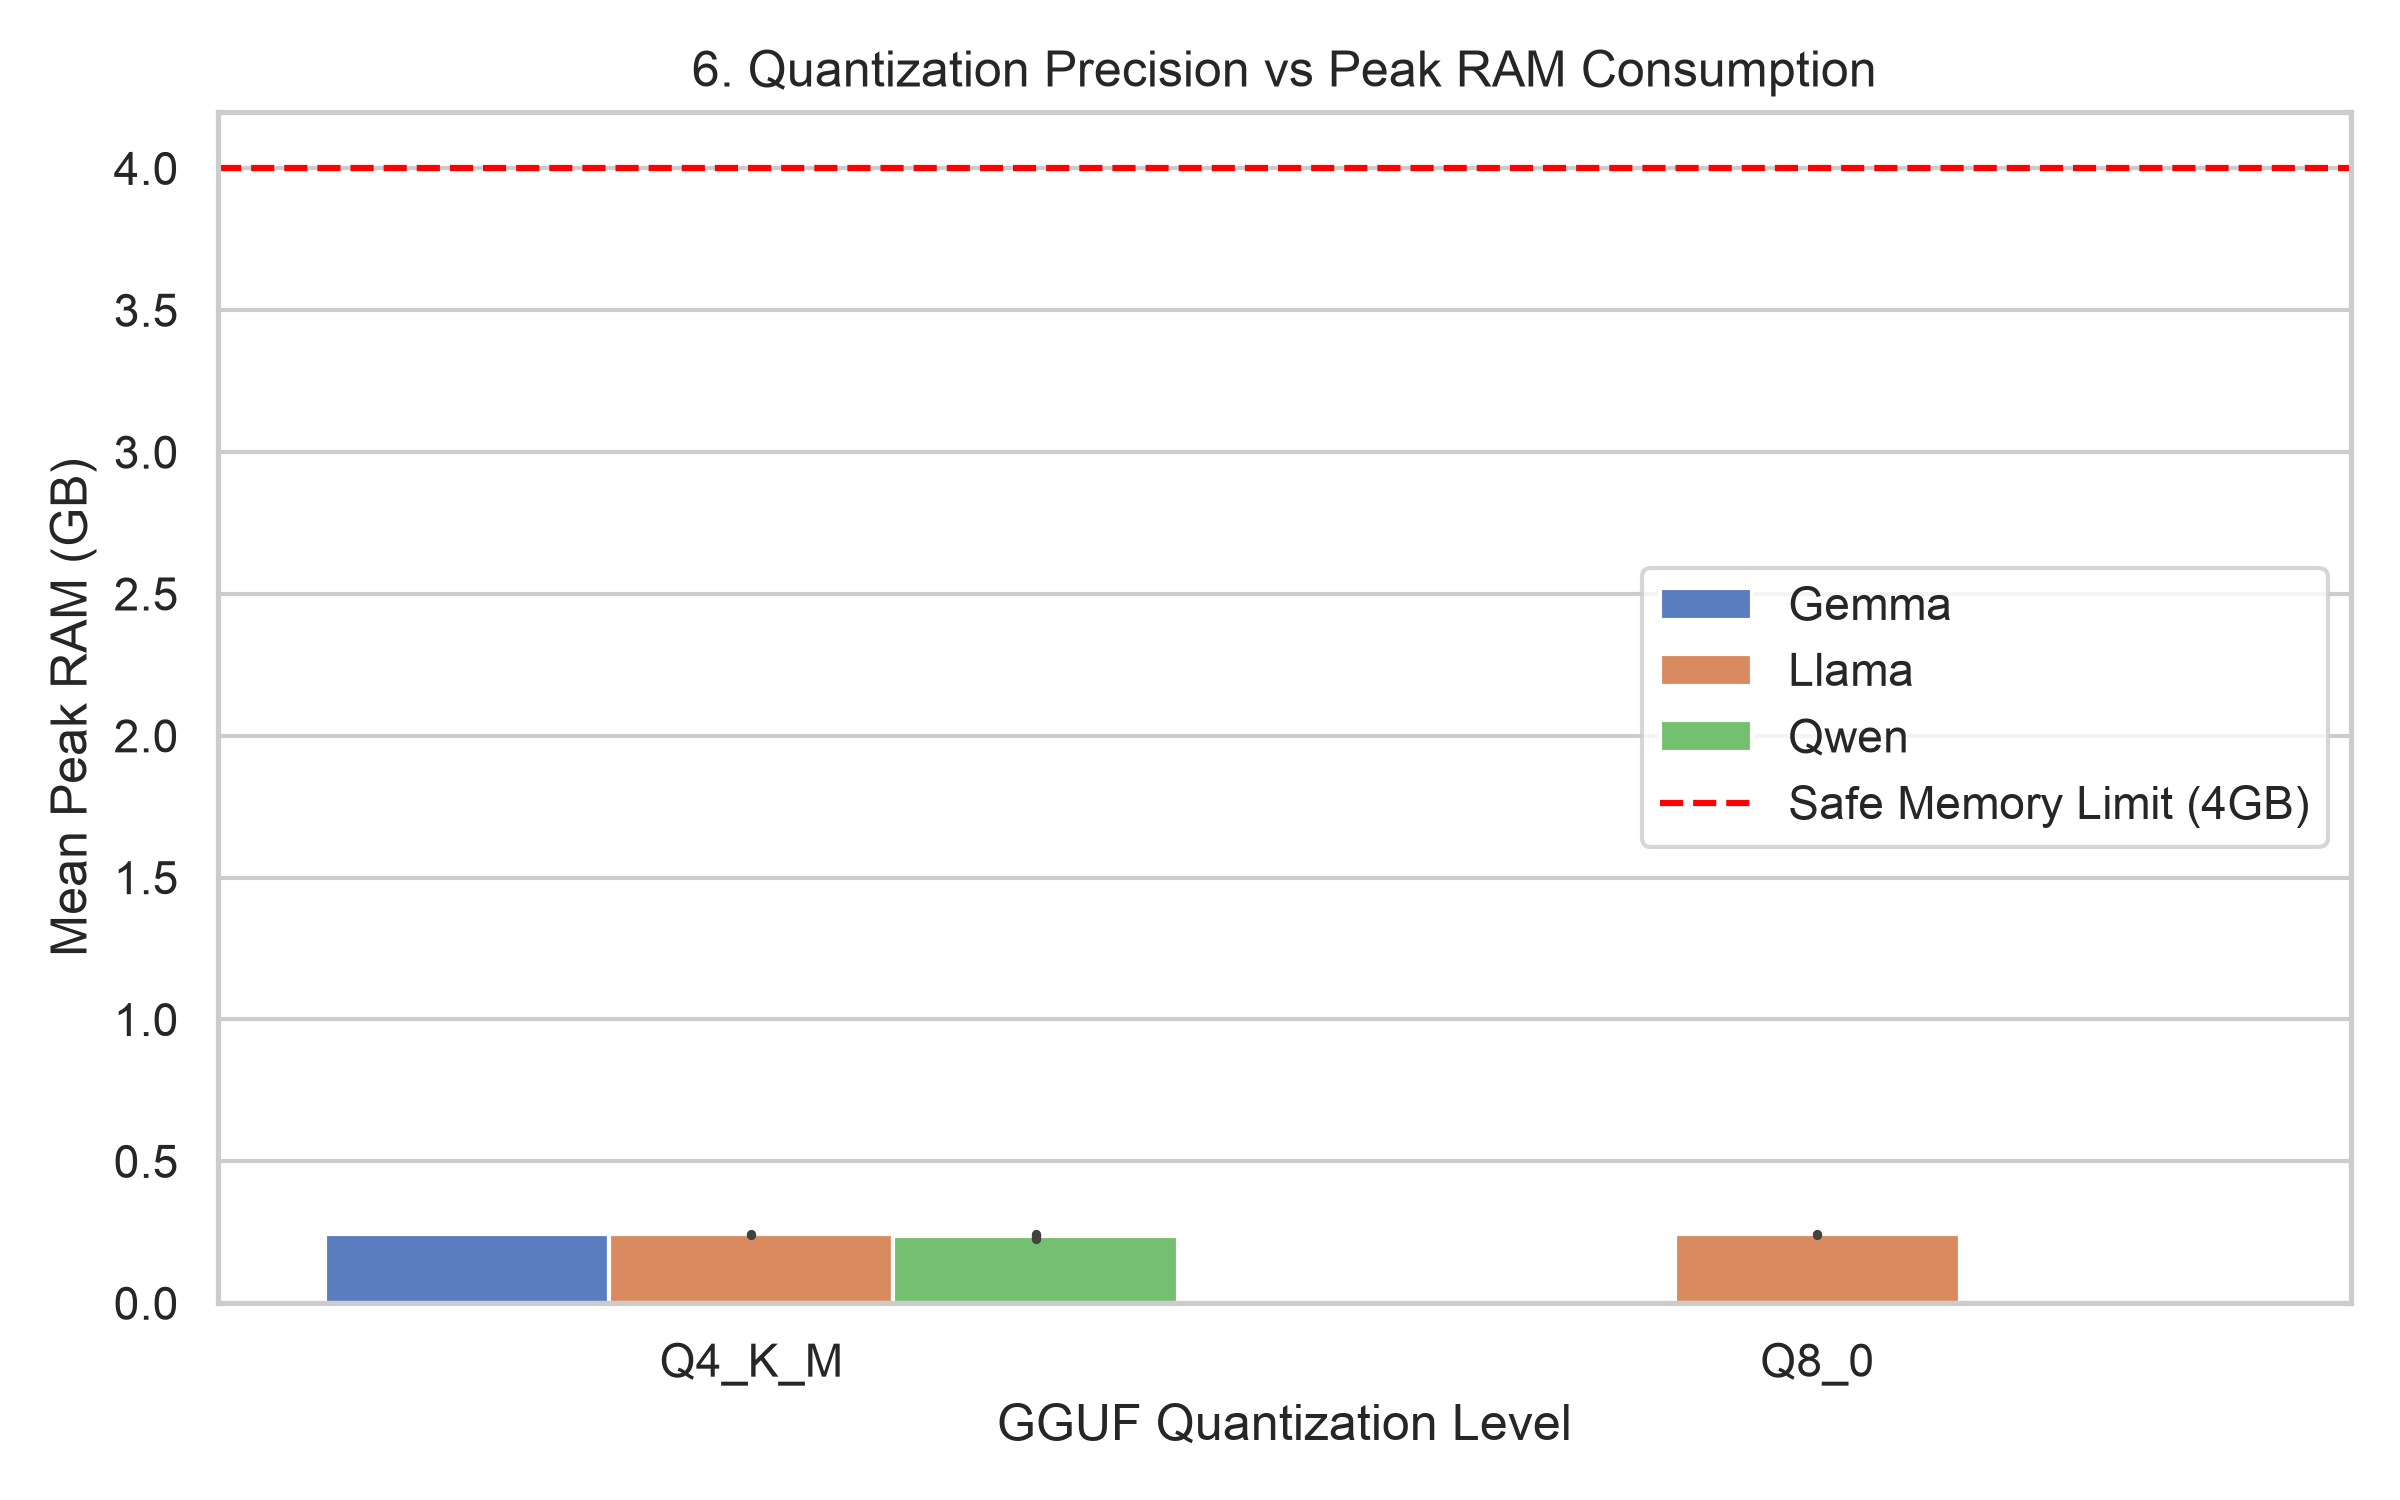 6. Quantization Precision vs Peak RAM Consumption
Mean Peak RAM (GB)
4.0
3.5
3.0
2.5
2.0
1.5
1.0
0.5
0.0
Gemma
Llama
Qwen
Safe Memory Limit (4GB)
Q4_K_M
Q8_0
GGUF Quantization Level